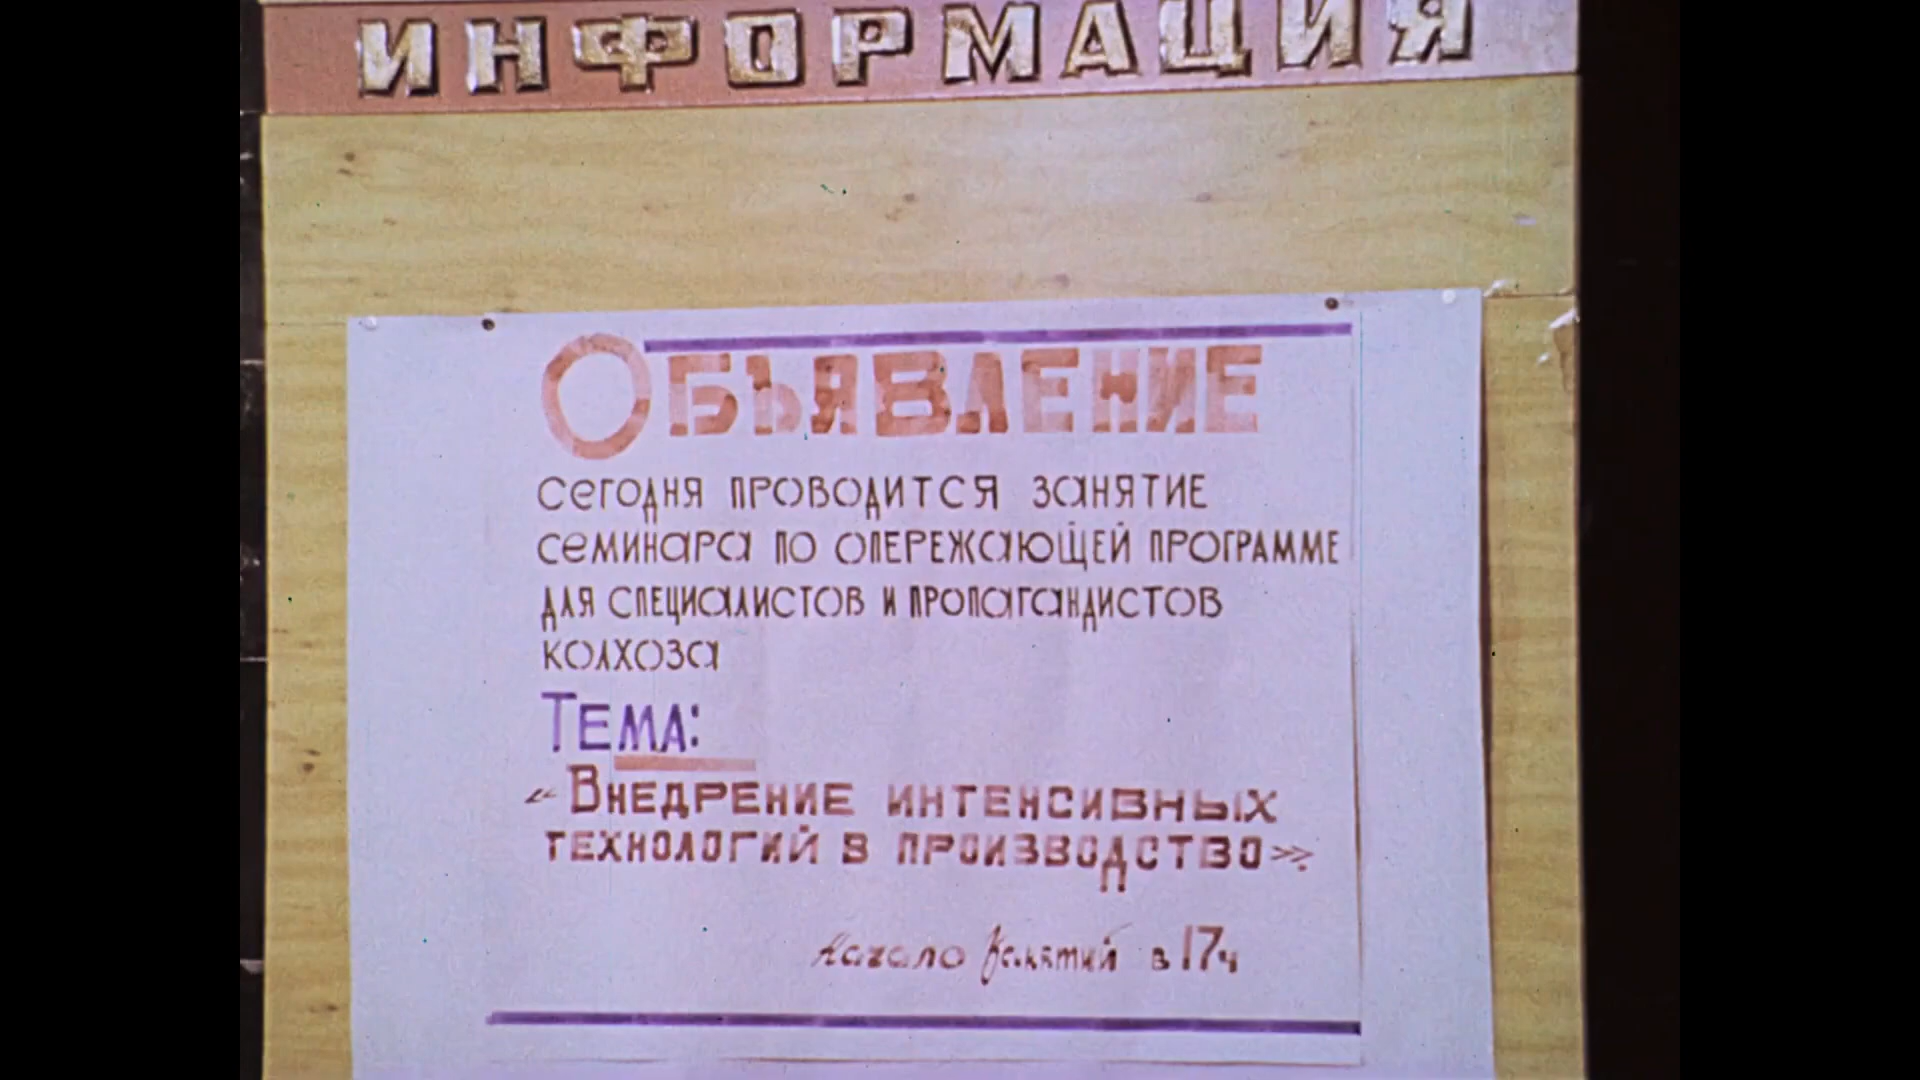 ИНФОРМАЦИЯ
ОБЪЯВЛЕНИЕ
СЕГОДНЯ ПРОВОДИТСЯ ЗАНЯТИЕ
СЕМИНАРА ПО ОПЕРЕЖАЮЩЕЙ ПРОГРАММЕ
ДЛЯ СПЕЦИАЛИСТОВ И ПРОПАГАНДИСТОВ
КОЛХОЗА
ТЕМА:
«ВНЕДРЕНИЕ ИНТЕНСИВНЫХ
ТЕХНОЛОГИЙ В ПРОИЗВОДСТВО».
Начало занятий в 17ч